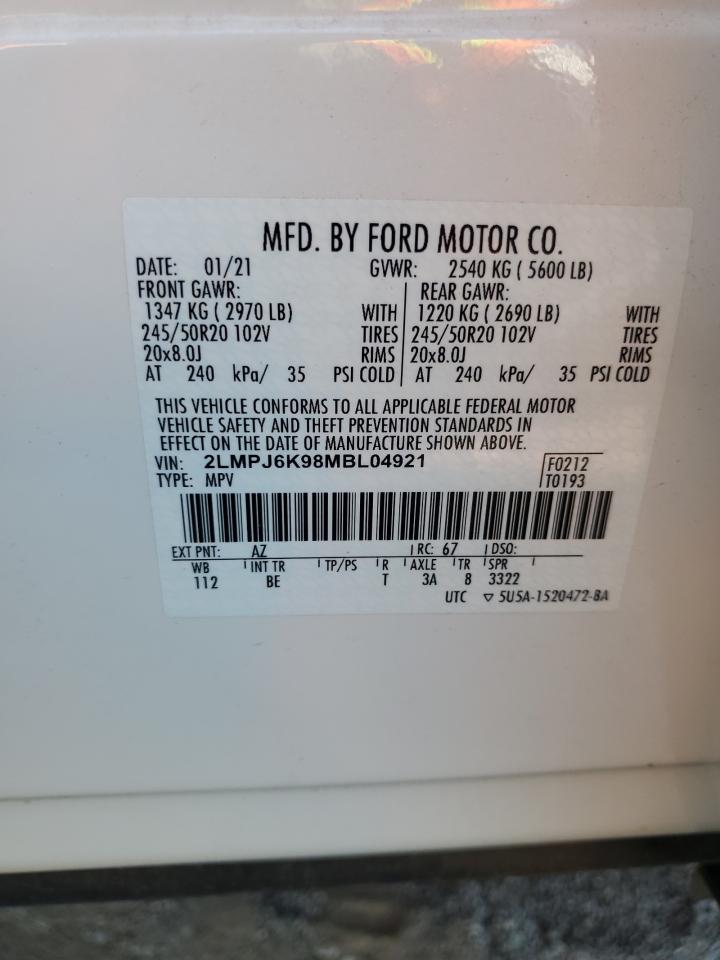 MFD. BY FORD MOTOR CO.
DATE: 01/21 GVWR: 2540 KG ( 5600 LB)
FRONT GAWR: REAR GAWR:
1347 KG ( 2970 LB) WITH 1220 KG ( 2690 LB) WITH
245/50R20 102V TIRES 245/50R20 102V TIRES
20x8.0J RIMS 20x8.0J RIMS
AT 240 kPa/ 35 PSI COLD AT 240 kPa/ 35 PSI COLD
THIS VEHICLE CONFORMS TO ALL APPLICABLE FEDERAL MOTOR
VEHICLE SAFETY AND THEFT PREVENTION STANDARDS IN
EFFECT ON THE DATE OF MANUFACTURE SHOWN ABOVE.
VIN: 2LMPJ6K98MBL04921 F0212
TYPE: MPV T0193
EXT PNT: AZ RC: 67 DSO:
WB INT TR TP/PS R AXLE TR SPR
112 BE T 3A 8 3322
UTC ▽ 5U5A-1520472-BA